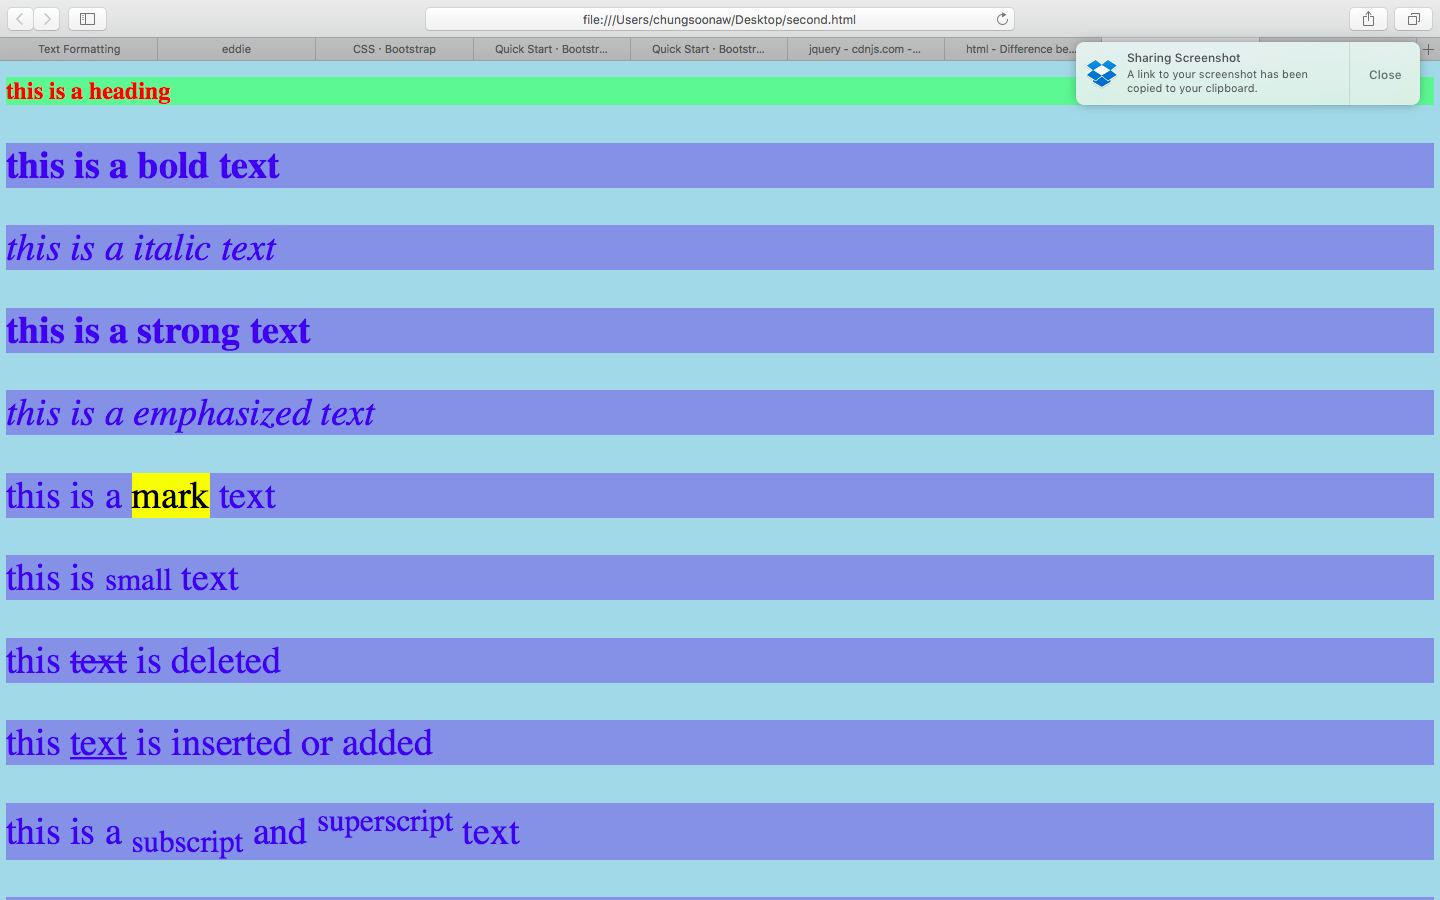 file:///Users/chungsoonaw/Desktop/second.html
Text Formatting
eddie
CSS · Bootstrap
Quick Start · Bootstr...
Quick Start · Bootstr...
jquery - cdnjs.com -...
html - Difference be...
Sharing Screenshot
A link to your screenshot has been
copied to your clipboard.
Close
this is a heading
this is a bold text
this is a italic text
this is a strong text
this is a emphasized text
this is a mark text
this is small text
this text is deleted
this text is inserted or added
this is a subscript and superscript text